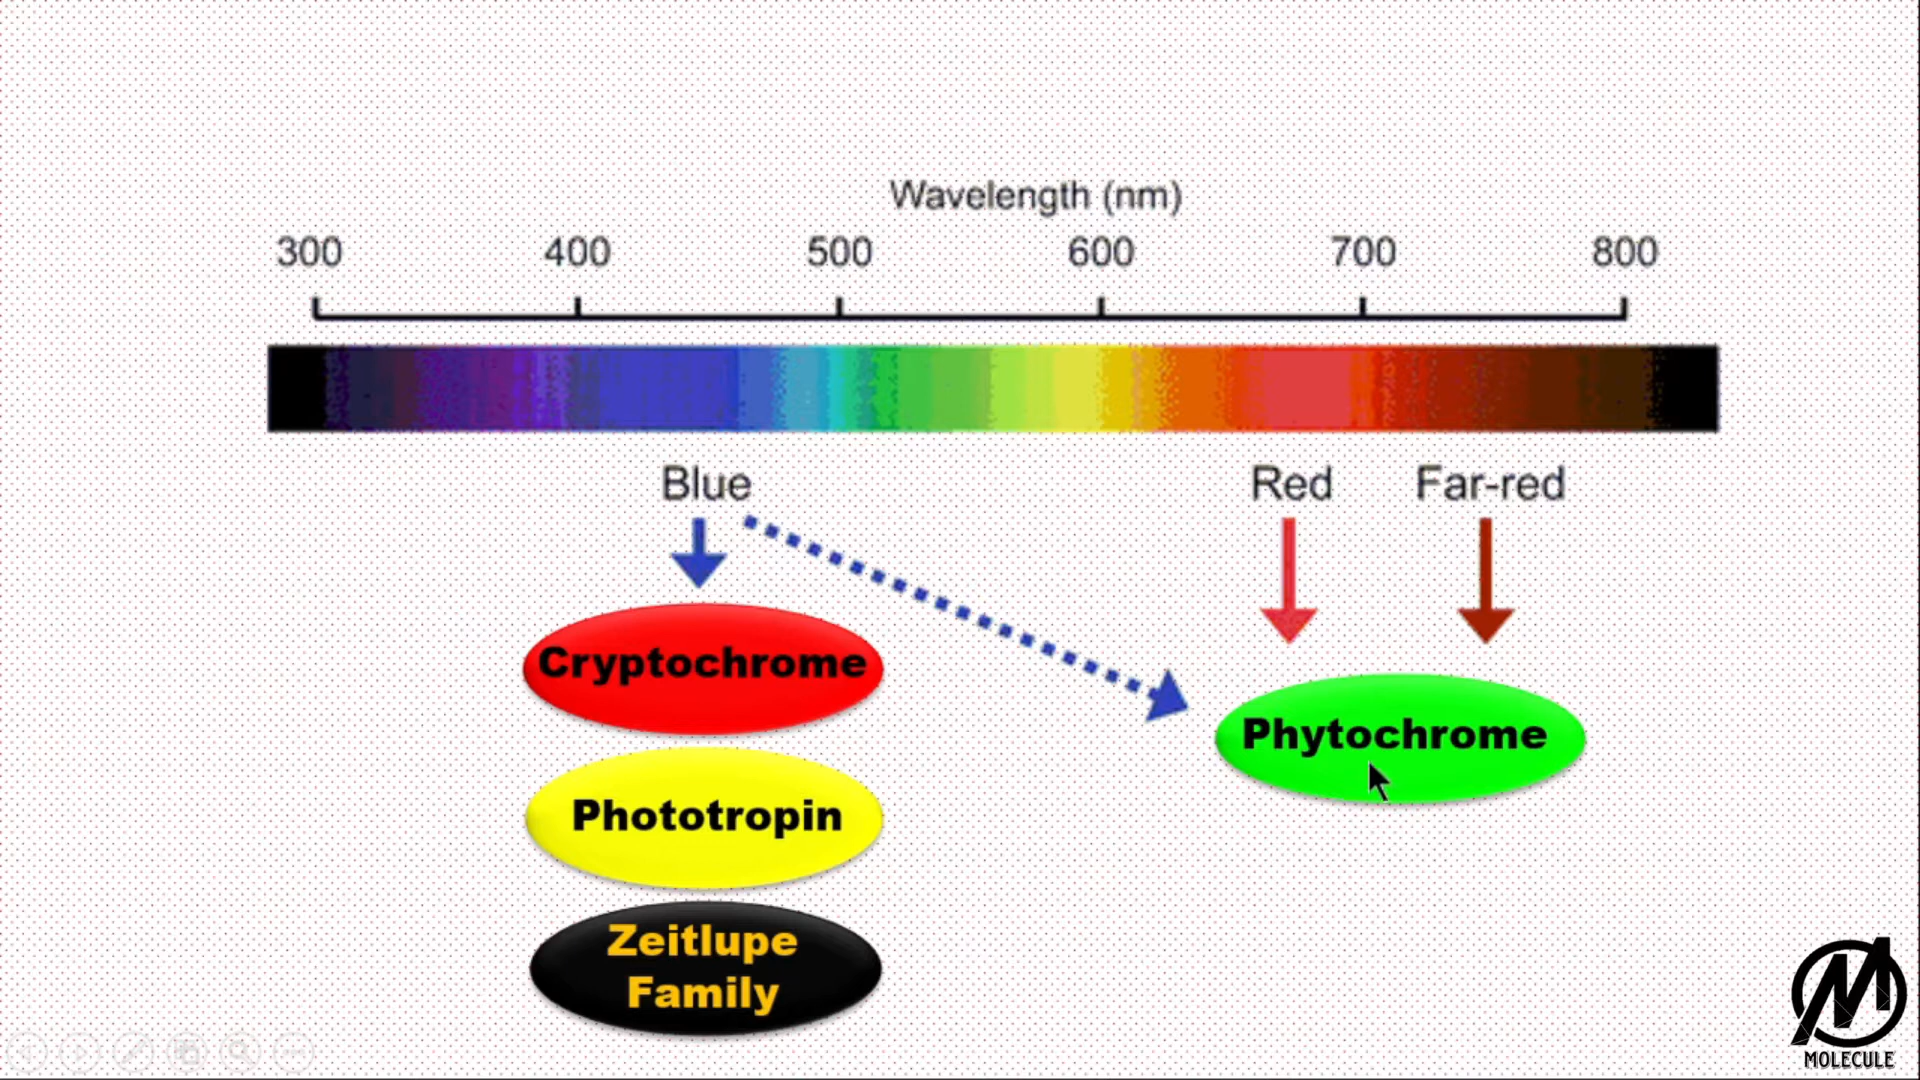 Wavelength (nm)
300 400 500 600 700 800
Blue Red Far-red
Cryptochrome
Phytochrome
Phototropin
Zeitlupe
Family
M
MOLECULE